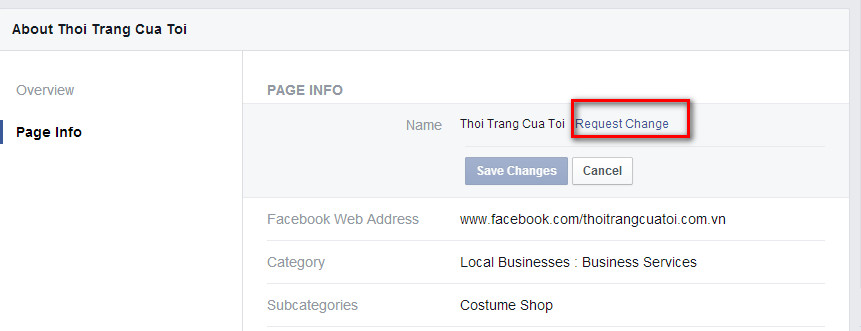 About Thoi Trang Cua Toi
Overview
Page Info
PAGE INFO
Name Thoi Trang Cua Toi Request Change
Save Changes Cancel
Facebook Web Address www.facebook.com/thoitrangcuatoi.com.vn
Category Local Businesses : Business Services
Subcategories Costume Shop